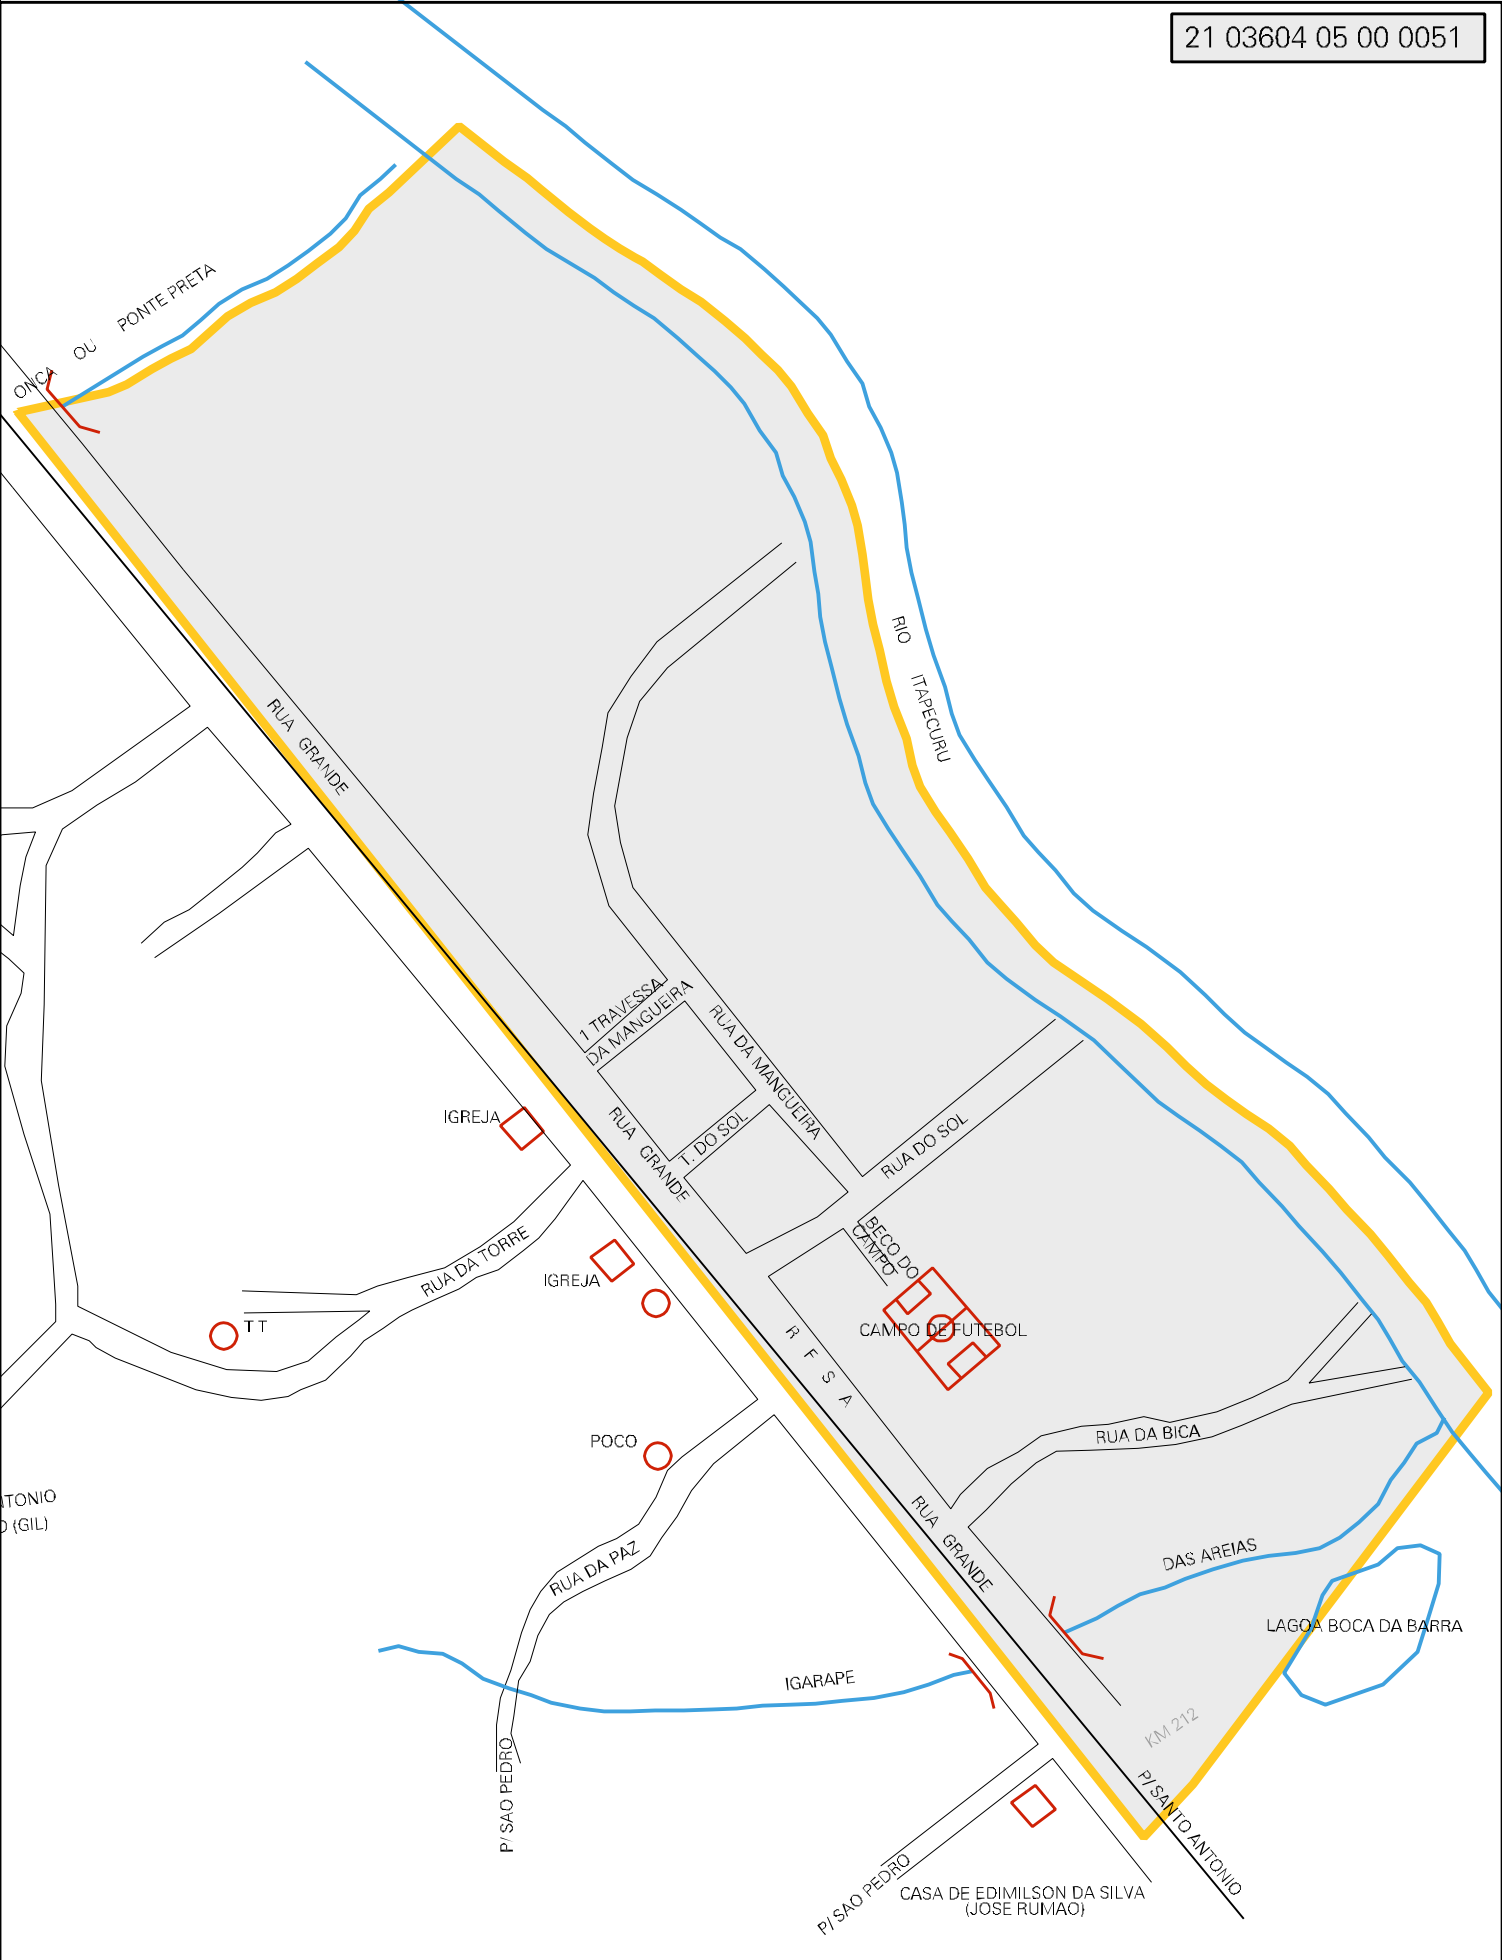 21 03604 05 00 0051
ONCA OU PONTE PRETA
RIO ITAPECURU
RUA GRANDE
1 TRAVESSA
DA MANGUEIRA
RUA DA MANGUEIRA
IGREJA
RUA GRANDE
T. DO SOL
RUA DO SOL
BECO DO
CAMPO
RUA DA TORRE
IGREJA
T T
CAMPO DE FUTEBOL
R F S A
POCO
RUA DA BICA
NTONIO
O (GIL)
RUA GRANDE
DAS AREIAS
RUA DA PAZ
LAGOA BOCA DA BARRA
IGARAPE
KM 212
P/ SAO PEDRO
P/ SANTO ANTONIO
P/ SAO PEDRO
CASA DE EDIMILSON DA SILVA
(JOSE RUMAO)